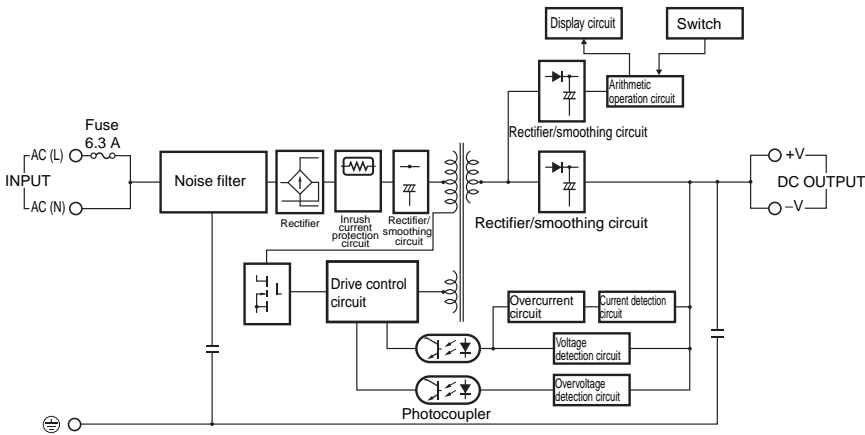 Display circuit
Switch
Arithmetic
operation circuit
Rectifier/smoothing circuit
Fuse
6.3 A
AC (L)
INPUT
AC (N)
Noise filter
Rectifier
Inrush
current
protection
circuit
Rectifier/
smoothing
circuit
Rectifier/smoothing circuit
+V
DC OUTPUT
−V
Drive control
circuit
Overcurrent
circuit
Current detection
circuit
Voltage
detection circuit
Overvoltage
detection circuit
Photocoupler